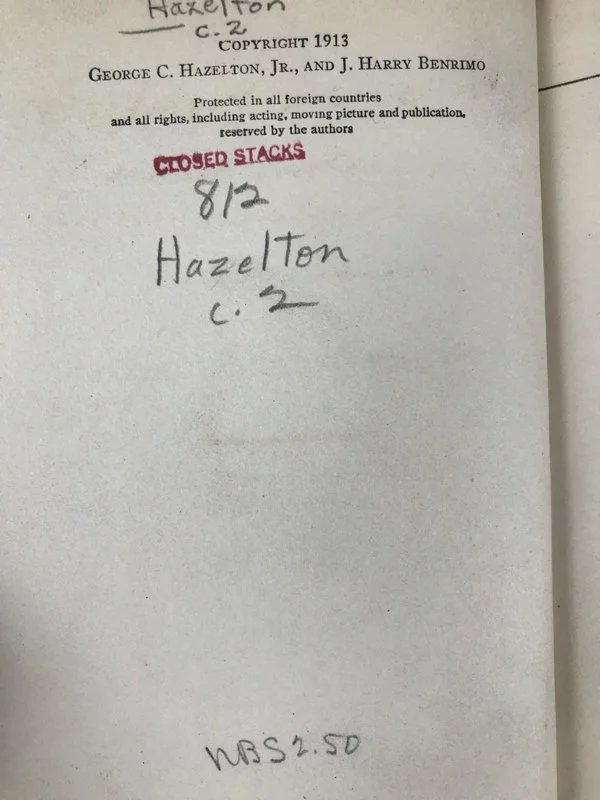 Hazelton
c. 2
COPYRIGHT 1913
GEORGE C. HAZELTON, JR., AND J. HARRY BENRIMO
Protected in all foreign countries
and all rights, including acting, moving picture and publication,
reserved by the authors
CLOSED STACKS
812
Hazelton
c. 2
NBS 2.50